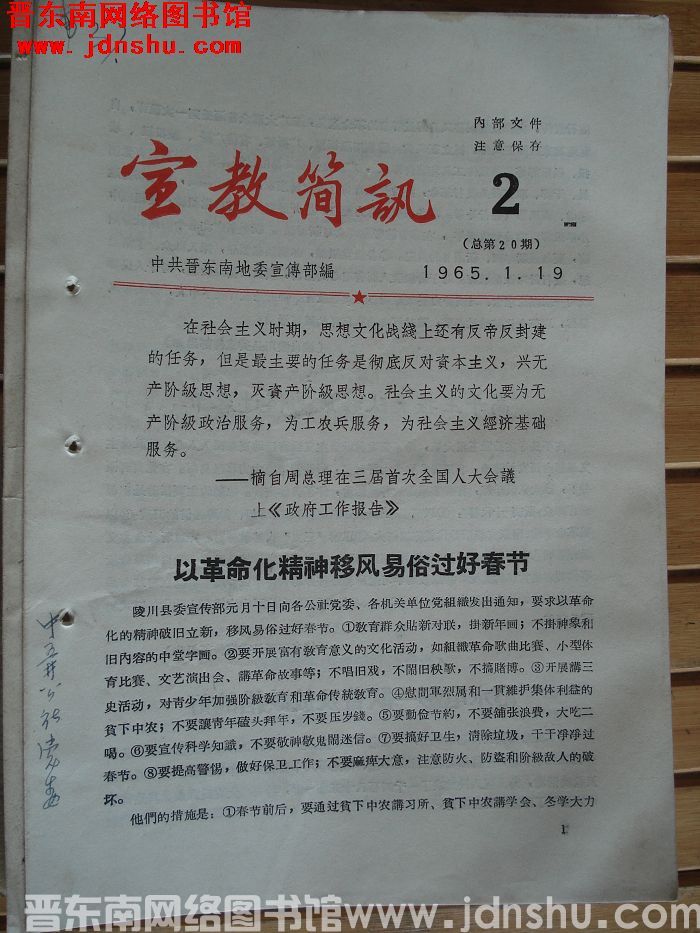 晋东南网络图书馆
www.jdnshu.com
内部文件
注意保存
宣教简訊
2
(总第20期)
中共晋东南地委宣傳部編
1965.1.19
在社会主义时期，思想文化战綫上还有反帝反封建
的任务，但是最主要的任务是彻底反对資本主义，兴无
产阶級思想，灭資产阶級思想。社会主义的文化要为无
产阶級政治服务，为工农兵服务，为社会主义經济基础
服务。
——摘自周总理在三届首次全国人大会議
上《政府工作报告》
以革命化精神移风易俗过好春节
陵川县委宣传部元月十日向各公社党委、各机关单位党組織发出通知，要求以革命
化的精神破旧立新，移风易俗过好春节。①敎育群众貼新对联，掛新年画；不掛神象和
旧內容的中堂字画。②要开展富有敎育意义的文化活动，如組織革命歌曲比賽、小型体
育比賽、文艺演出会、講革命故事等；不唱旧戏，不鬧旧秧歌，不搞賭博。③开展講三
史活动，对青少年加强阶級敎育和革命传統敎育。④慰問軍烈属和一貫維护集体利益的
貧下中农；不要讓靑年磕头拜年，不要压岁錢。⑤要勤儉节約，不要舖张浪費，大吃二
喝。⑥要宣传科学知識，不要敬神敬鬼鬧迷信。⑦要搞好卫生，清除垃圾，干干净净过
春节。⑧要提高警惕，做好保卫工作；不要麻痺大意，注意防火、防盜和阶級敌人的破
坏。
他們的措施是：①春节前后，要通过貧下中农講习所、貧下中农講学会、冬学大力
1
晋东南网络图书馆www.jdnshu.com